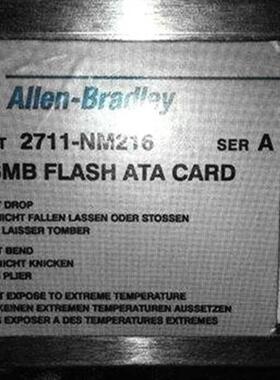 Allen-Bradley
T 2711-NM216 SER A
MB FLASH ATA CARD
T DROP
NICHT FALLEN LASSEN ODER STOSSEN
LAISSER TOMBER
T BEND
NICHT KNICKEN
PLIER
T EXPOSE TO EXTREME TEMPERATURE
KEINEN EXTREMEN TEMPERATUREN AUSSETZEN
EXPOSER A DES TEMPERATURES EXTREMES